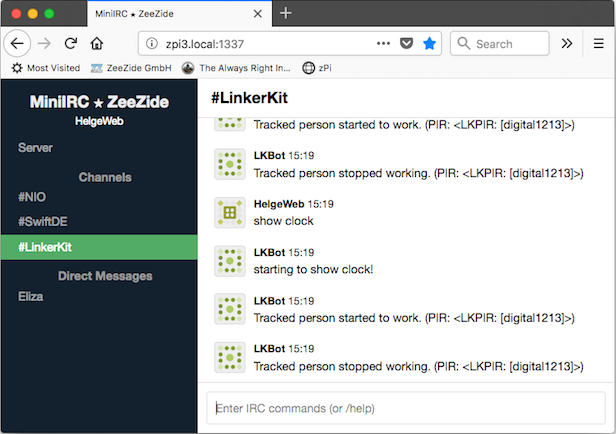 MiniIRC ★ ZeeZide
zpi3.local:1337
Search
Most Visited
ZeeZide GmbH
The Always Right In...
zPi
MiniIRC ★ ZeeZide
HelgeWeb
Server
Channels
#NIO
#SwiftDE
#LinkerKit
Direct Messages
Eliza
#LinkerKit
Tracked person started to work. (PIR: <LKPIR: [digital1213]>)
LKBot 15:19
Tracked person stopped working. (PIR: <LKPIR: [digital1213]>)
HelgeWeb 15:19
show clock
LKBot 15:19
starting to show clock!
LKBot 15:19
Tracked person started to work. (PIR: <LKPIR: [digital1213]>)
LKBot 15:19
Tracked person stopped working. (PIR: <LKPIR: [digital1213]>)
Enter IRC commands (or /help)